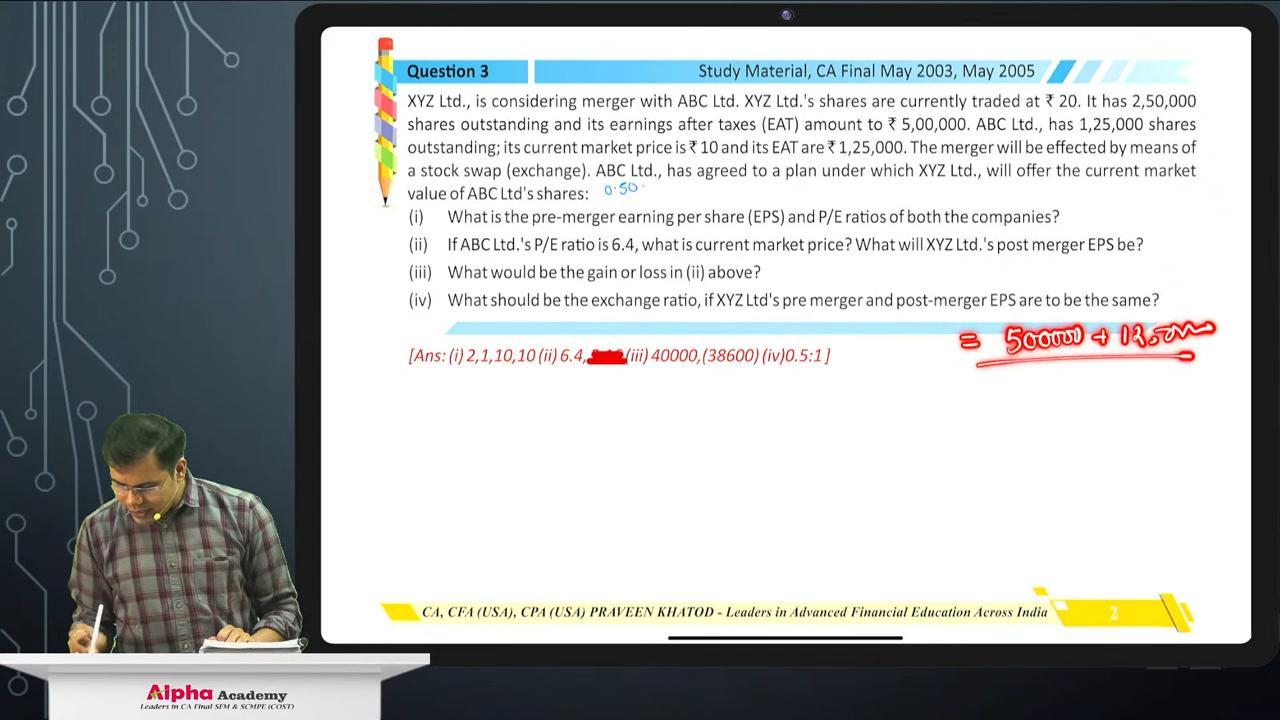 Question 3
Study Material, CA Final May 2003, May 2005
XYZ Ltd., is considering merger with ABC Ltd. XYZ Ltd.'s shares are currently traded at ₹ 20. It has 2,50,000
shares outstanding and its earnings after taxes (EAT) amount to ₹ 5,00,000. ABC Ltd., has 1,25,000 shares
outstanding; its current market price is ₹ 10 and its EAT are ₹ 1,25,000. The merger will be effected by means of
a stock swap (exchange). ABC Ltd., has agreed to a plan under which XYZ Ltd., will offer the current market
value of ABC Ltd's shares: 0.50
(i) What is the pre-merger earning per share (EPS) and P/E ratios of both the companies?
(ii) If ABC Ltd.'s P/E ratio is 6.4, what is current market price? What will XYZ Ltd.'s post merger EPS be?
(iii) What would be the gain or loss in (ii) above?
(iv) What should be the exchange ratio, if XYZ Ltd's pre merger and post-merger EPS are to be the same?
= 500000 +
[Ans: (i) 2,1,10,10 (ii) 6.4, (iii) 40000,(38600) (iv)0.5:1 ]
CA, CFA (USA), CPA (USA) PRAVEEN KHATOD - Leaders in Advanced Financial Education Across India
2
Alpha Academy
Leaders in CA Final SFM & SCMPE (COST)